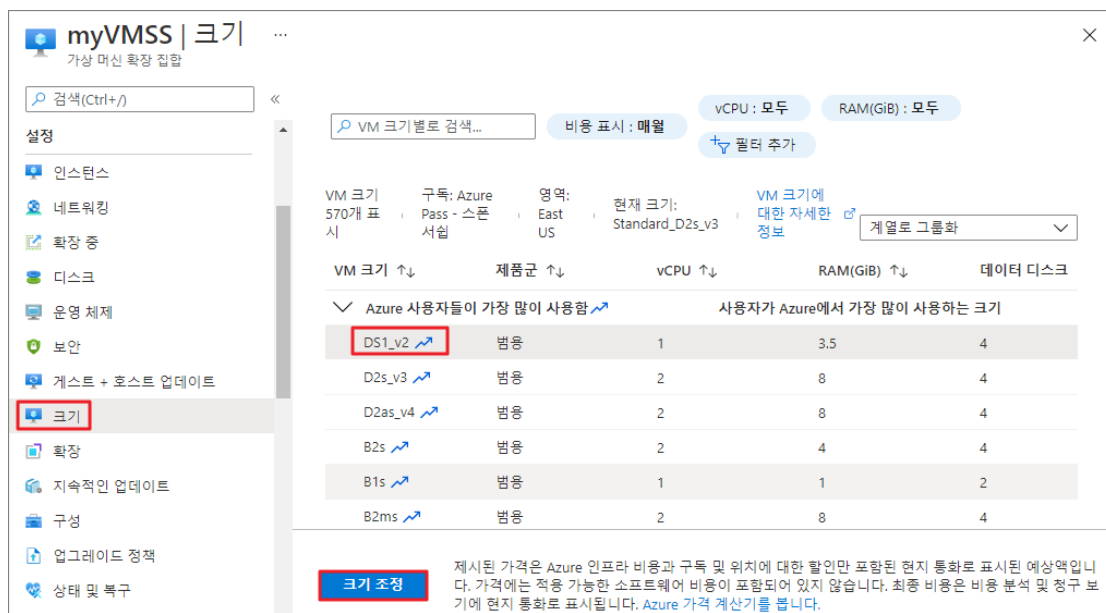 myVMSS | 크기 ...
가상 머신 확장 집합
검색(Ctrl+/)
설정
인스턴스
네트워킹
확장 중
디스크
운영 체제
보안
게스트 + 호스트 업데이트
크기
확장
지속적인 업데이트
구성
업그레이드 정책
상태 및 복구
VM 크기별로 검색...
비용 표시 : 매월
vCPU : 모두
RAM(GiB) : 모두
필터 추가
VM 크기
570개 표
시
구독: Azure
Pass - 스폰
서쉽
영역:
East
US
현재 크기:
Standard_D2s_v3
VM 크기에
대한 자세한
정보
계열로 그룹화
VM 크기 제품군 vCPU RAM(GiB) 데이터 디스크
Azure 사용자들이 가장 많이 사용함 사용자가 Azure에서 가장 많이 사용하는 크기
DS1_v2 범용 1 3.5 4
D2s_v3 범용 2 8 4
D2as_v4 범용 2 8 4
B2s 범용 2 4 4
B1s 범용 1 1 2
B2ms 범용 2 8 4
크기 조정
제시된 가격은 Azure 인프라 비용과 구독 및 위치에 대한 할인만 포함된 현지 통화로 표시된 예상액입니
다. 가격에는 적용 가능한 소프트웨어 비용이 포함되어 있지 않습니다. 최종 비용은 비용 분석 및 청구 보
기에 현지 통화로 표시됩니다. Azure 가격 계산기를 봅니다.